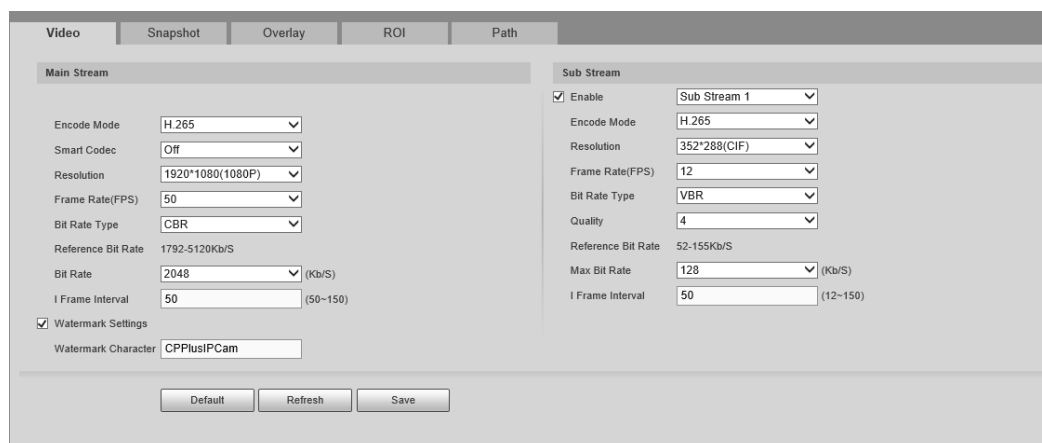 Video Snapshot Overlay ROI Path
Main Stream
Encode Mode H.265
Smart Codec Off
Resolution 1920*1080(1080P)
Frame Rate(FPS) 50
Bit Rate Type CBR
Reference Bit Rate 1792-5120Kb/S
Bit Rate 2048 (Kb/S)
I Frame Interval 50 (50~150)
Watermark Settings
Watermark Character CPPlusIPCam
Sub Stream
Enable Sub Stream 1
Encode Mode H.265
Resolution 352*288(CIF)
Frame Rate(FPS) 12
Bit Rate Type VBR
Quality 4
Reference Bit Rate 52-155Kb/S
Max Bit Rate 128 (Kb/S)
I Frame Interval 50 (12~150)
Default Refresh Save